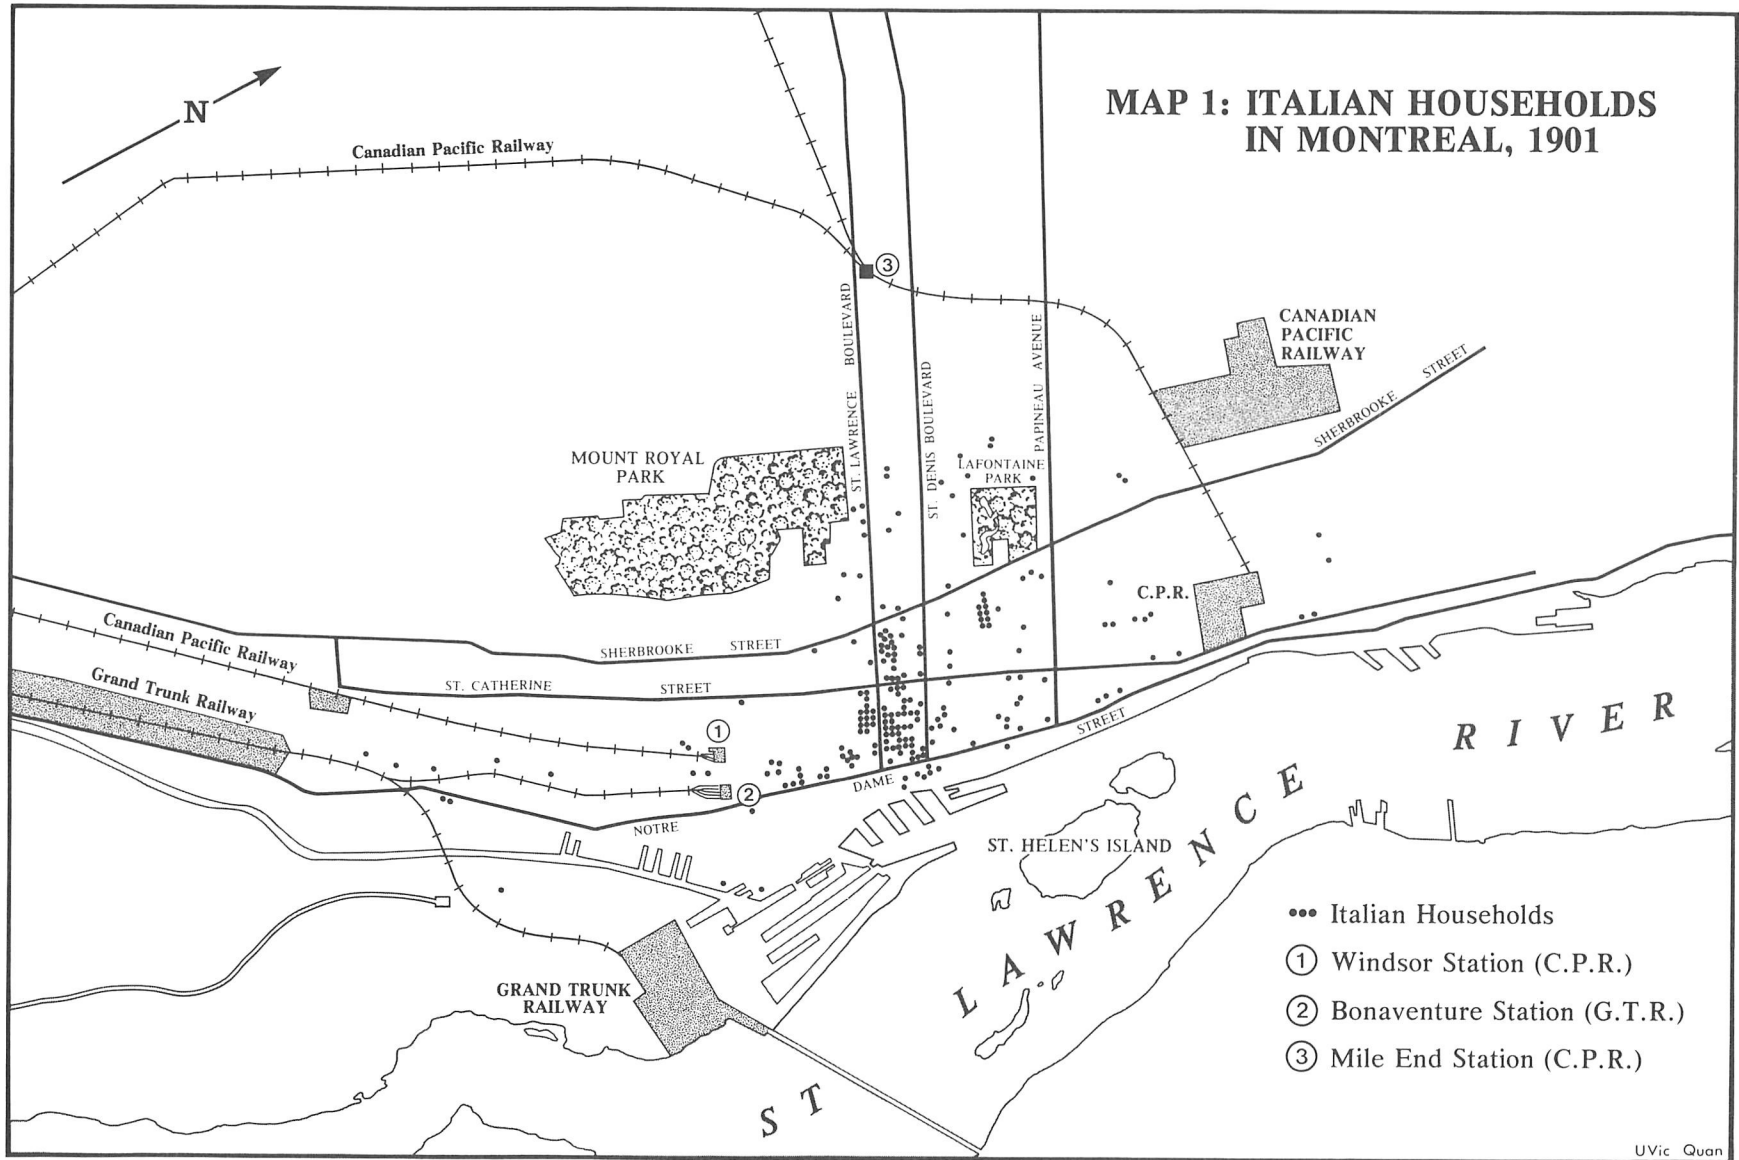 MAP 1: ITALIAN HOUSEHOLDS
IN MONTREAL, 1901
N
Canadian Pacific Railway
3
ST. LAWRENCE BOULEVARD
ST. DENIS BOULEVARD
PAPINEAU AVENUE
CANADIAN
PACIFIC
RAILWAY
SHERBROOKE STREET
MOUNT ROYAL
PARK
LAFONTAINE
PARK
C.P.R.
Canadian Pacific Railway
SHERBROOKE STREET
Grand Trunk Railway
ST. CATHERINE STREET
1
2
NOTRE DAME STREET
ST. HELEN'S ISLAND
ST LAWRENCE RIVER
GRAND TRUNK
RAILWAY
Italian Households
1 Windsor Station (C.P.R.)
2 Bonaventure Station (G.T.R.)
3 Mile End Station (C.P.R.)
UVic Quan